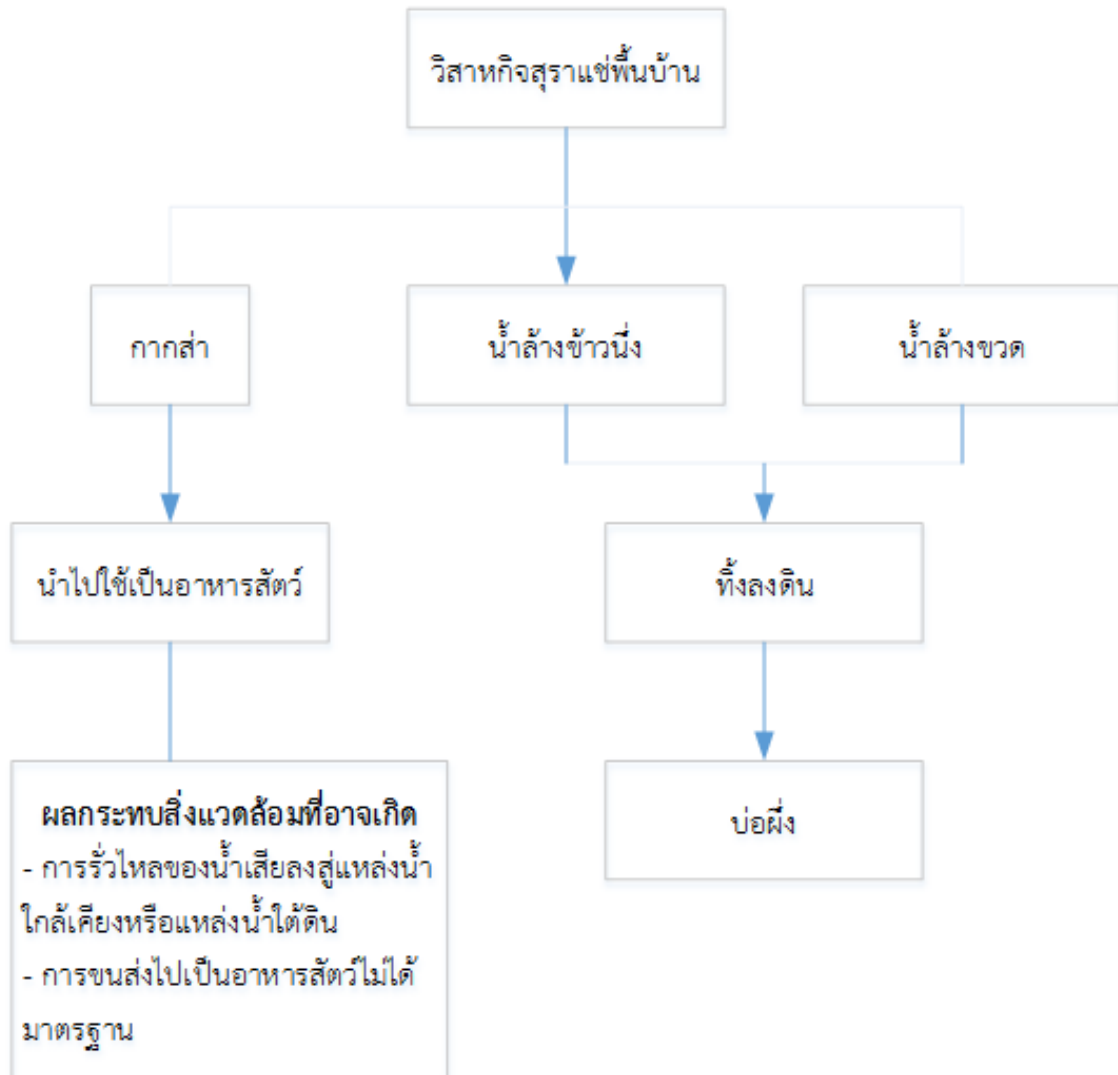 วิสาหกิจสุราแช่พื้นบ้าน
กากส่า
น้ำล้างข้าวนึ่ง
น้ำล้างขวด
นำไปใช้เป็นอาหารสัตว์
ทิ้งลงดิน
ผลกระทบสิ่งแวดล้อมที่อาจเกิด
- การรั่วไหลของน้ำเสียลงสู่แหล่งน้ำ
ใกล้เคียงหรือแหล่งน้ำใต้ดิน
- การขนส่งไปเป็นอาหารสัตว์ไม่ได้
มาตรฐาน
บ่อผึ่ง